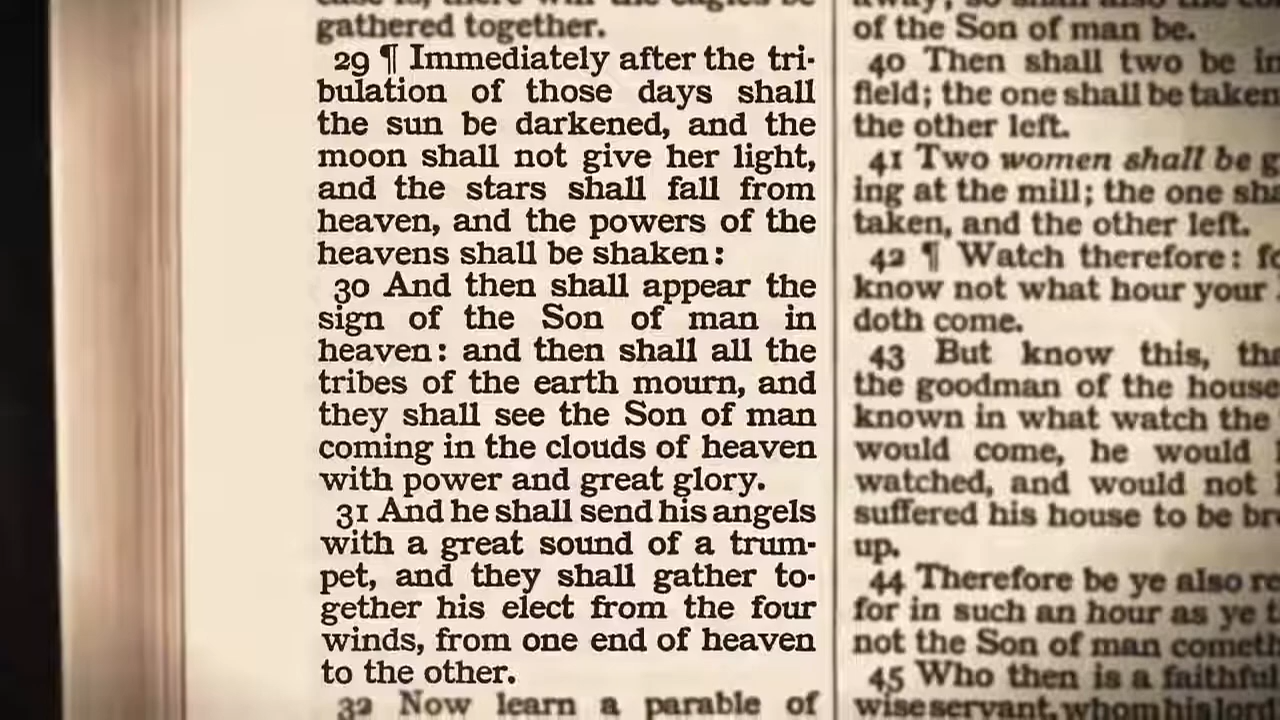 gathered together.
29 ¶ Immediately after the tri-
bulation of those days shall
the sun be darkened, and the
moon shall not give her light,
and the stars shall fall from
heaven, and the powers of the
heavens shall be shaken:
30 And then shall appear the
sign of the Son of man in
heaven: and then shall all the
tribes of the earth mourn, and
they shall see the Son of man
coming in the clouds of heaven
with power and great glory.
31 And he shall send his angels
with a great sound of a trum-
pet, and they shall gather to-
gether his elect from the four
winds, from one end of heaven
to the other.
32 Now learn a parable of
of the Son of man be.
40 Then shall two be in
field; the one shall be taken
the other left.
41 Two women shall be g
ing at the mill; the one sha
taken, and the other left.
42 ¶ Watch therefore: fo
know not what hour your
doth come.
43 But know this, tha
the goodman of the house
known in what watch the
would come, he would
watched, and would not
suffered his house to be br
up.
44 Therefore be ye also re
for in such an hour as ye t
not the Son of man cometh
45 Who then is a faithful
wise servant, whom his lord